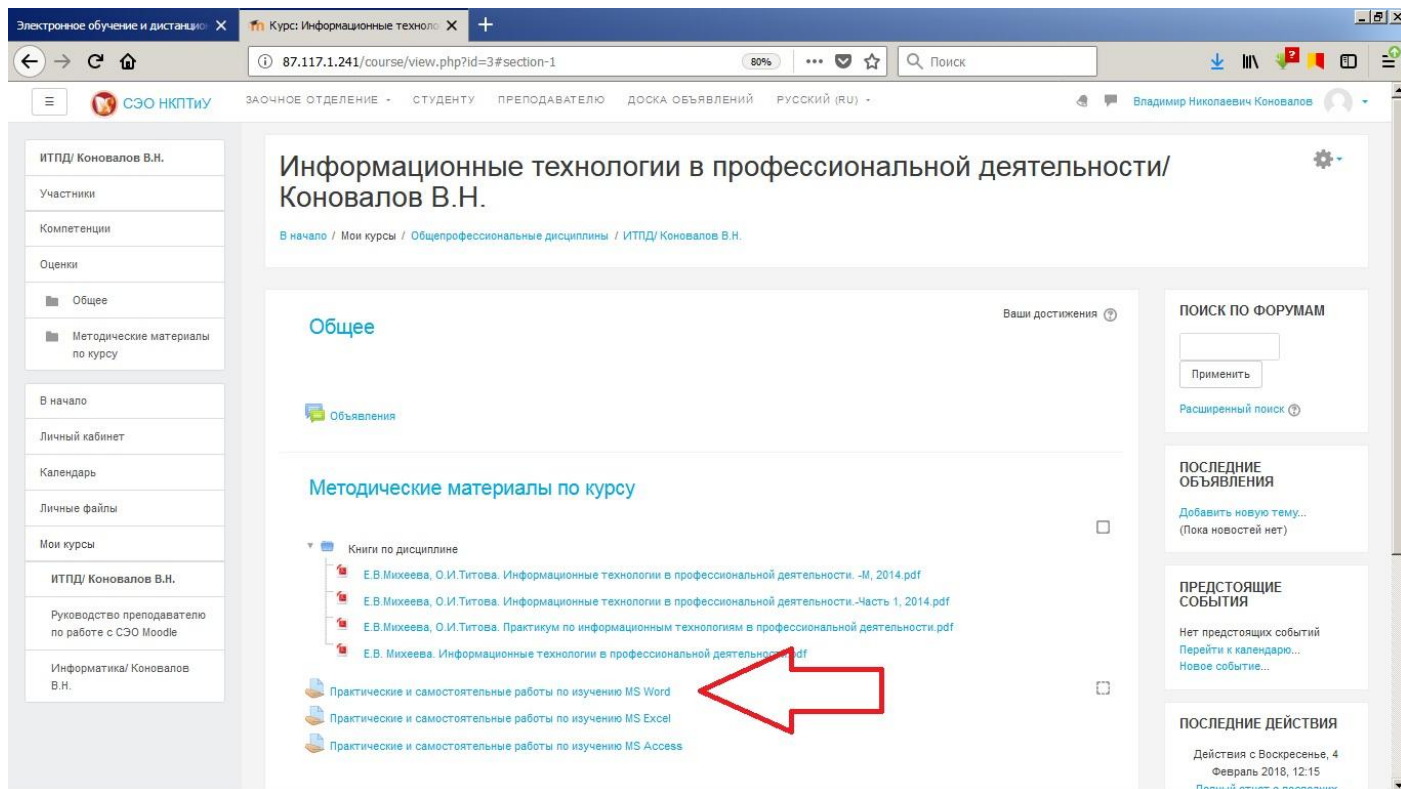 Электронное обучение и дистанцио
Курс: Информационные техноло
87.117.1.241/course/view.php?id=3#section-1
80%
Поиск
СЭО НКПТиУ
ЗАОЧНОЕ ОТДЕЛЕНИЕ
СТУДЕНТУ
ПРЕПОДАВАТЕЛЮ
ДОСКА ОБЪЯВЛЕНИЙ
РУССКИЙ (RU)
Владимир Николаевич Коновалов
ИТПД/ Коновалов В.Н.
Участники
Компетенции
Оценки
Общее
Методические материалы
по курсу
В начало
Личный кабинет
Календарь
Личные файлы
Мои курсы
ИТПД/ Коновалов В.Н.
Руководство преподавателю
по работе с СЭО Moodle
Информатика/ Коновалов
В.Н.
Информационные технологии в профессиональной деятельности/
Коновалов В.Н.
В начало / Мои курсы / Общепрофессиональные дисциплины / ИТПД/ Коновалов В.Н.
Общее
Ваши достижения
Объявления
Методические материалы по курсу
Книги по дисциплине
Е.В.Михеева, О.И.Титова. Информационные технологии в профессиональной деятельности. -М, 2014.pdf
Е.В.Михеева, О.И.Титова. Информационные технологии в профессиональной деятельности.-Часть 1, 2014.pdf
Е.В.Михеева, О.И.Титова. Практикум по информационным технологиям в профессиональной деятельности.pdf
Е.В. Михеева. Информационные технологии в профессиональной деятельности.pdf
Практические и самостоятельные работы по изучению MS Word
Практические и самостоятельные работы по изучению MS Excel
Практические и самостоятельные работы по изучению MS Access
ПОИСК ПО ФОРУМАМ
Применить
Расширенный поиск
ПОСЛЕДНИЕ
ОБЪЯВЛЕНИЯ
Добавить новую тему...
(Пока новостей нет)
ПРЕДСТОЯЩИЕ
СОБЫТИЯ
Нет предстоящих событий
Перейти к календарю...
Новое событие...
ПОСЛЕДНИЕ ДЕЙСТВИЯ
Действия с Воскресенье, 4
Февраль 2018, 12:15